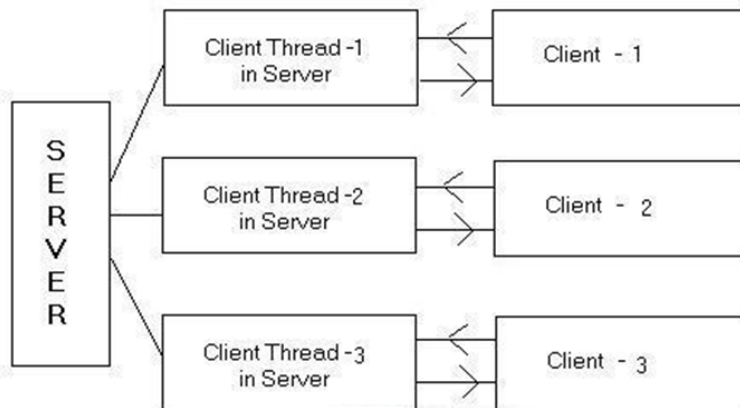 Client Thread -1
in Server
Client - 1
SERVER
Client Thread -2
in Server
Client - 2
Client Thread -3
in Server
Client - 3